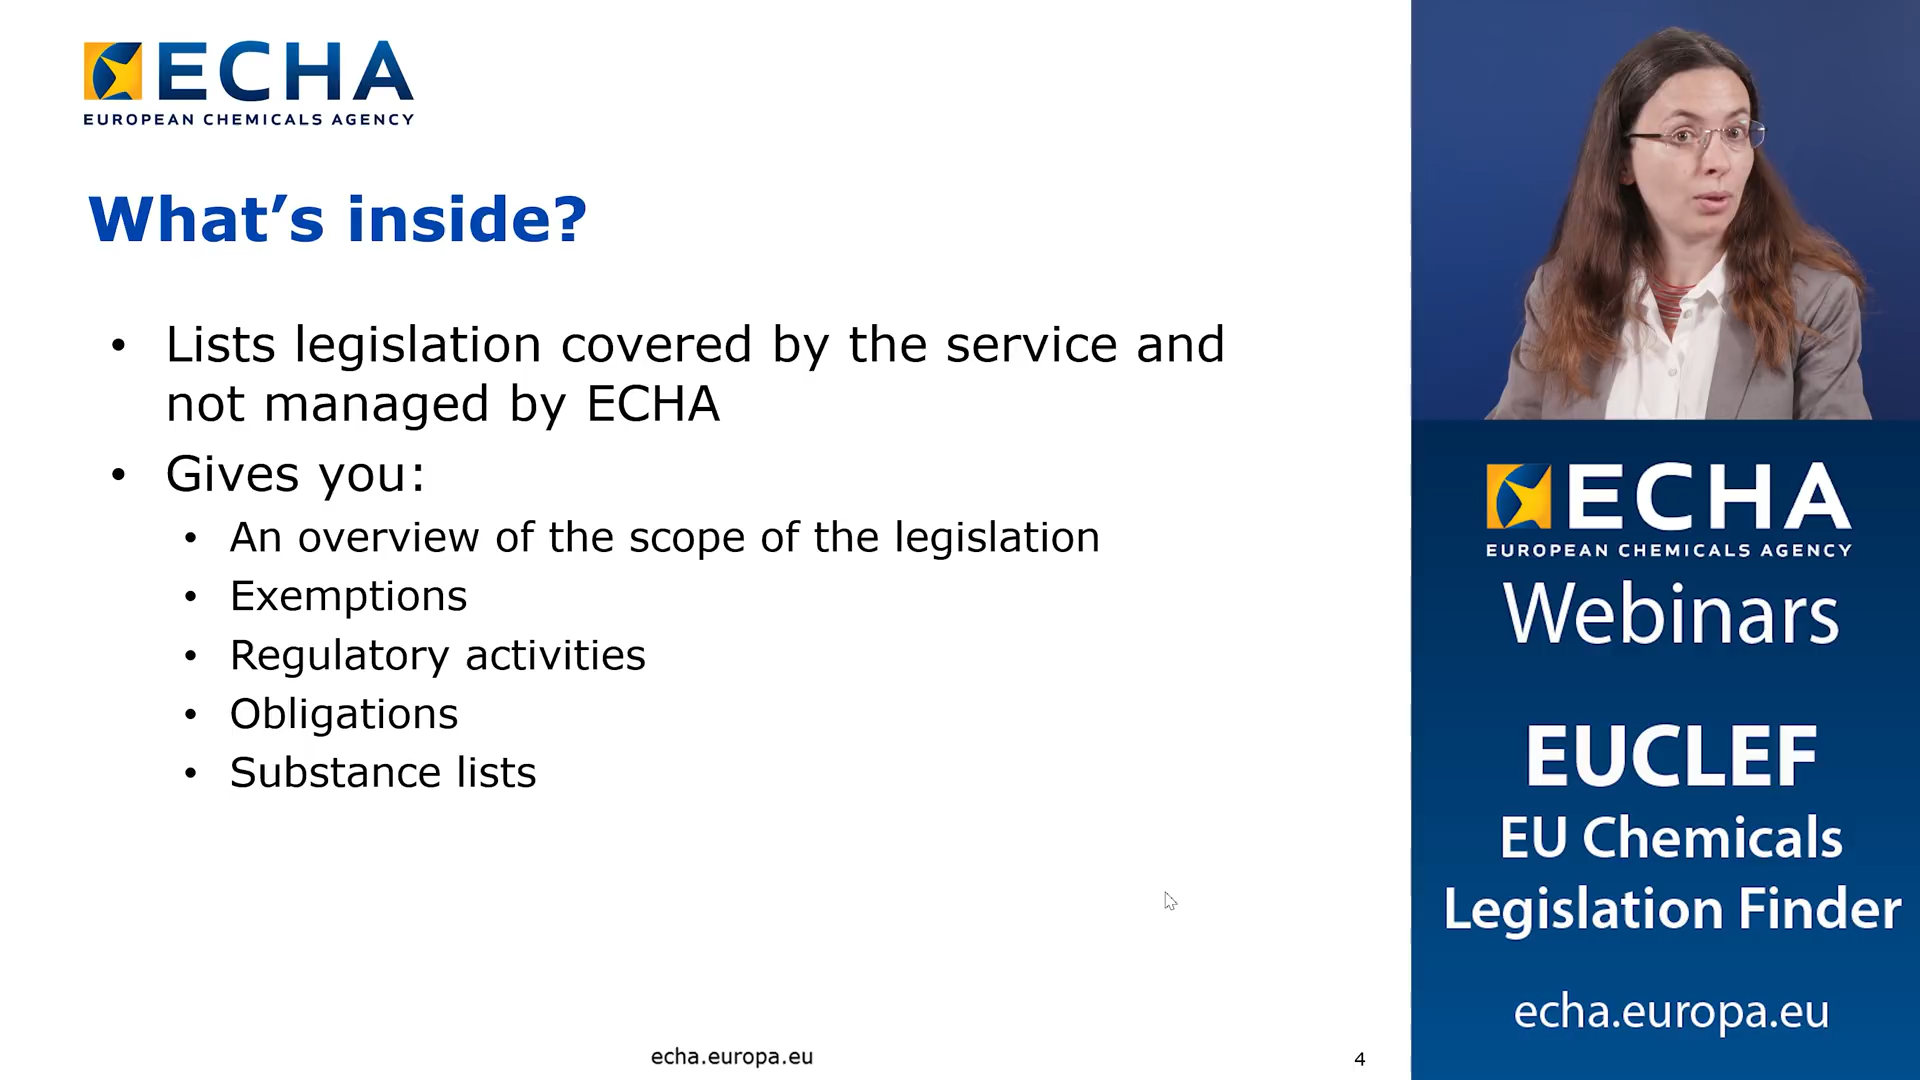 ECHA
EUROPEAN CHEMICALS AGENCY
What’s inside?
• Lists legislation covered by the service and
not managed by ECHA
• Gives you:
• An overview of the scope of the legislation
• Exemptions
• Regulatory activities
• Obligations
• Substance lists
echa.europa.eu
4
ECHA
EUROPEAN CHEMICALS AGENCY
Webinars
EUCLEF
EU Chemicals
Legislation Finder
echa.europa.eu